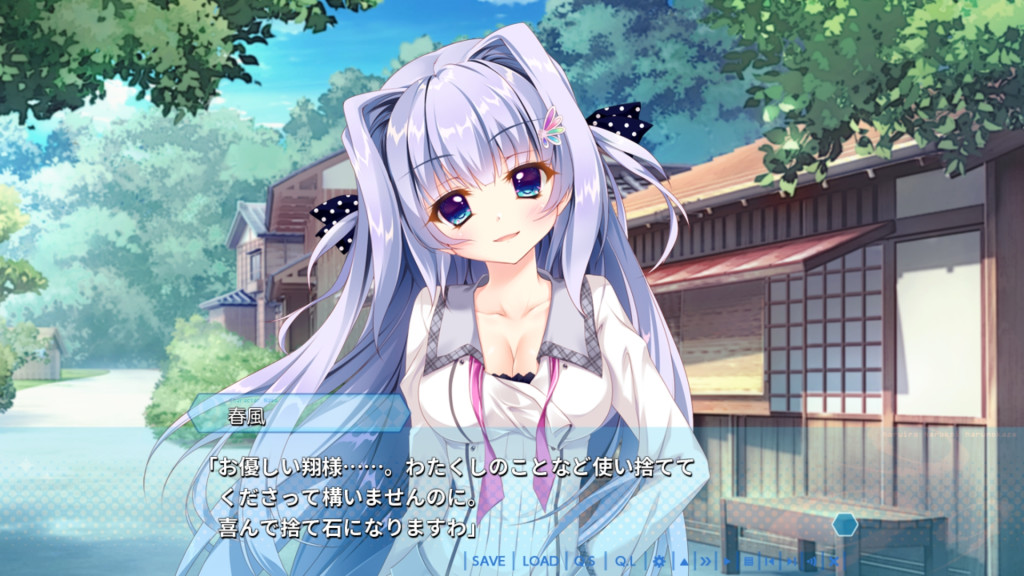 春風
「お優しい翔様……。わたくしのことなど使い捨てて
くださって構いませんのに。
喜んで捨て石になりますわ」
SAVE LOAD Q.S Q.L